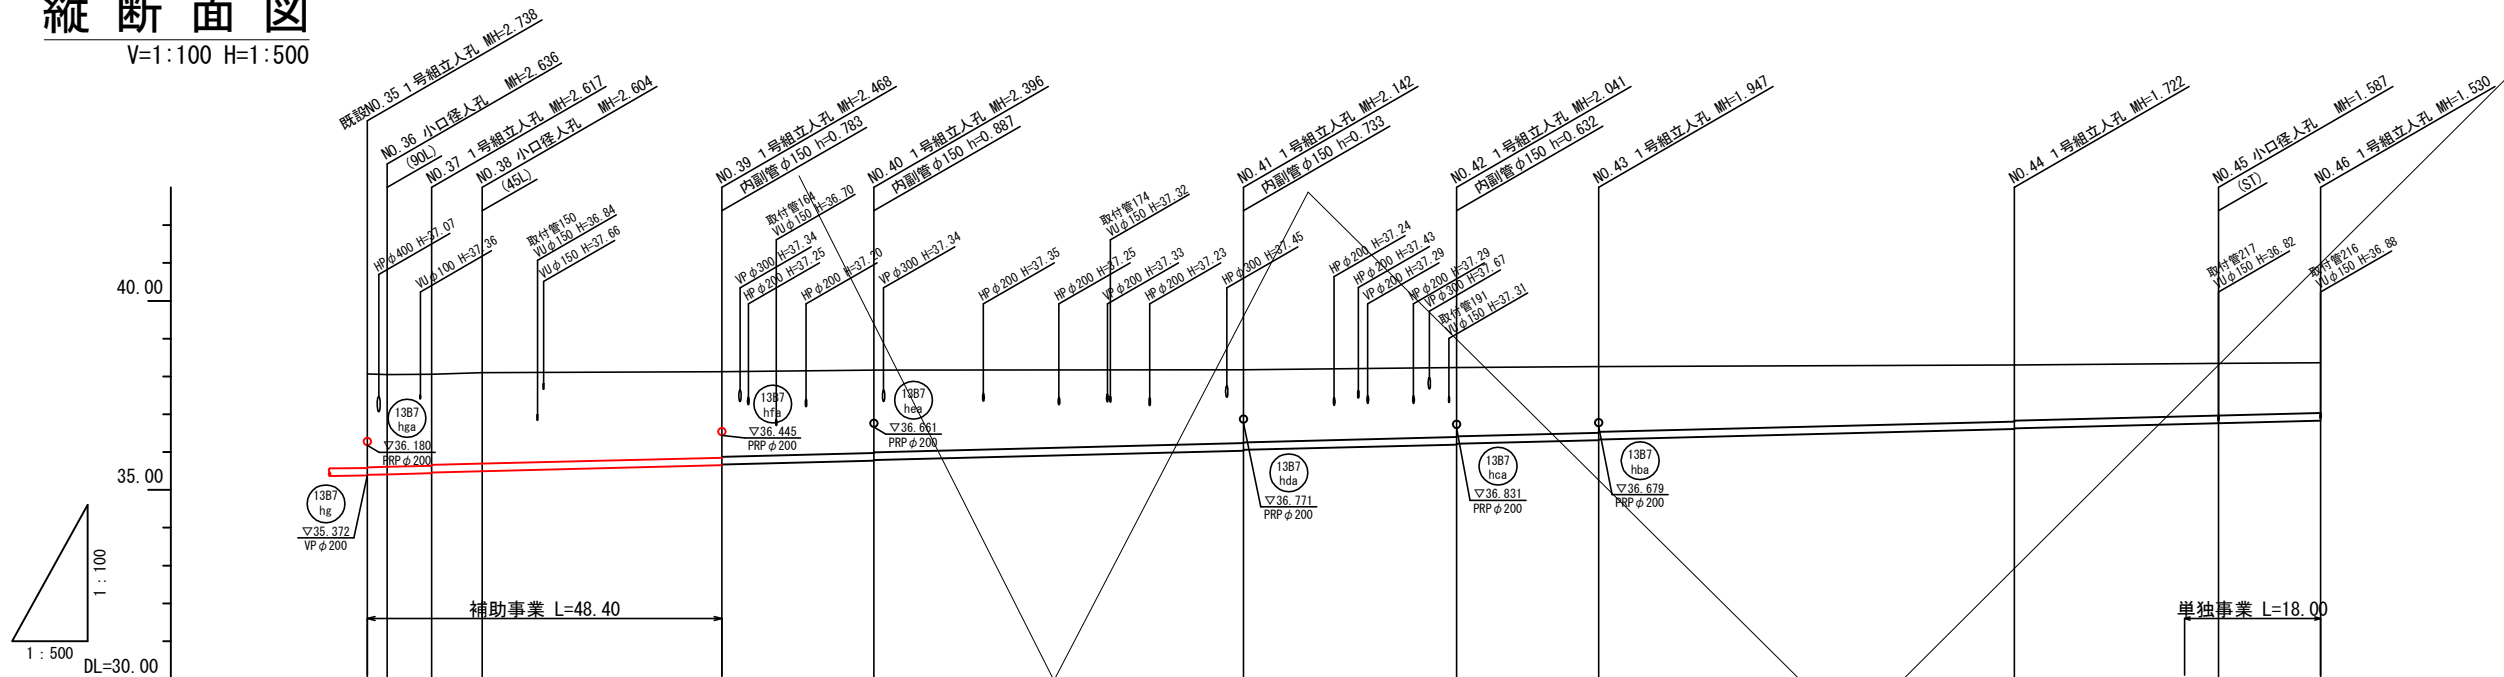 縦断面図
V=1:100 H=1:500
既設NO.35 1号組立人孔 MH=2.738
NO.36 小口径人孔 MH=2.636
(90L)
NO.37 1号組立人孔 MH=2.617
NO.38 小口径人孔 MH=2.604
(45L)
NO.39 1号組立人孔 MH=2.468
内副管φ150 h=0.783
NO.40 1号組立人孔 MH=2.396
内副管φ150 h=0.887
NO.41 1号組立人孔 MH=2.142
内副管φ150 h=0.733
NO.42 1号組立人孔 MH=2.041
内副管φ150 h=0.632
NO.43 1号組立人孔 MH=1.947
NO.44 1号組立人孔 MH=1.722
NO.45 小口径人孔 MH=1.587
(ST)
NO.46 1号組立人孔 MH=1.530
HPφ400 H=37.07
VUφ100 H=37.36
取付管150
VUφ150 H=36.84
VUφ150 H=37.66
VPφ300 H=37.34
HPφ200 H=37.25
取付管164
VUφ150 H=36.70
HPφ200 H=37.20
VPφ300 H=37.34
HPφ200 H=37.35
HPφ200 H=37.25
取付管174
VUφ150 H=37.32
VPφ200 H=37.33
HPφ200 H=37.23
HPφ300 H=37.45
HPφ200 H=37.24
HPφ200 H=37.43
VPφ200 H=37.29
HPφ200 H=37.29
VPφ300 H=37.67
取付管191
VUφ150 H=37.31
取付管217
VUφ150 H=36.82
取付管216
VUφ150 H=36.88
40.00
35.00
DL=30.00
13B7
hga
▽36.180
PRPφ200
13B7
hg
▽35.372
VPφ200
13B7
hfa
▽36.445
PRPφ200
13B7
hea
▽36.661
PRPφ200
13B7
hda
▽36.771
PRPφ200
13B7
hca
▽36.831
PRPφ200
13B7
hba
▽36.679
PRPφ200
1:100
1:500
補助事業 L=48.40
単独事業 L=18.00